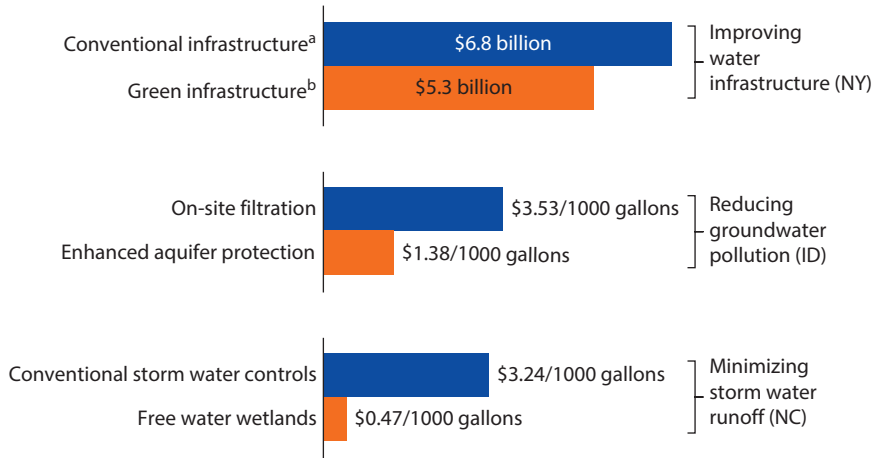 Conventional infrastructureᵃ
$6.8 billion
Green infrastructureᵇ
$5.3 billion
Improving
water
infrastructure (NY)
On-site filtration
$3.53/1000 gallons
Enhanced aquifer protection
$1.38/1000 gallons
Reducing
groundwater
pollution (ID)
Conventional storm water controls
$3.24/1000 gallons
Free water wetlands
$0.47/1000 gallons
Minimizing
storm water
runoff (NC)